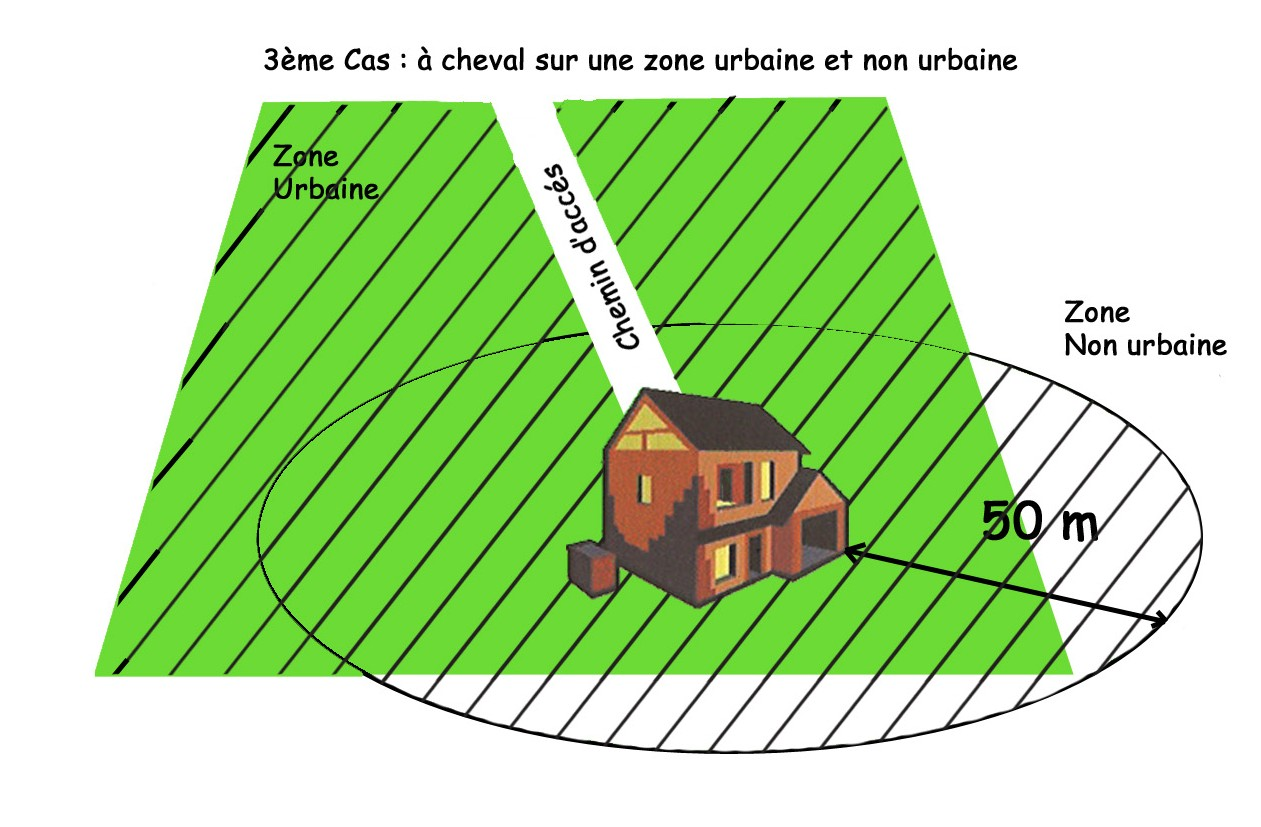 3ème Cas : à cheval sur une zone urbaine et non urbaine
Zone
Urbaine
Chemin d'accés
Zone
Non urbaine
50 m